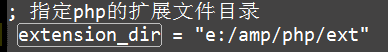 ; 指定php的扩展文件目录
extension_dir = "e:/amp/php/ext"